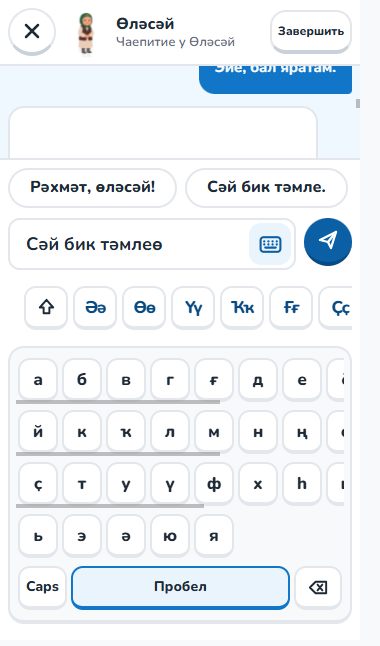 Өләсәй
Чаепитие у Өләсәй
Завершить
Эйе, бал яратам.
Рәхмәт, өләсәй!
Сәй бик тәмле.
Сәй бик тәмлеө
Әә Өө Үү Ҡҡ Ғғ Ҫҫ
а б в г ғ д е
й к ҡ л м н ң
ҫ т у ү ф х һ
ь э ә ю я
Caps Пробел